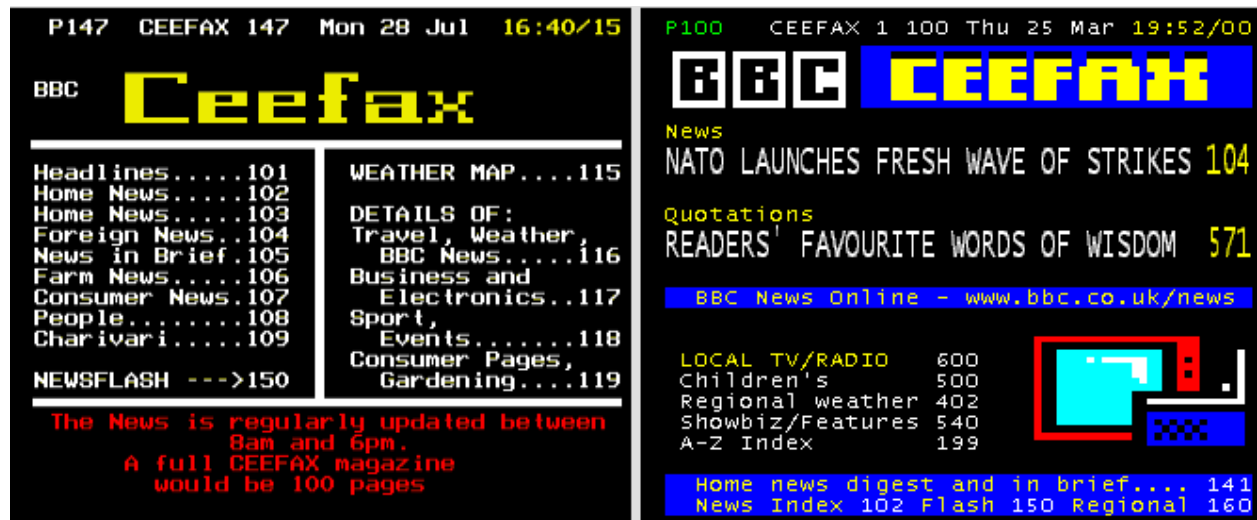 P147 CEEFAX 147 Mon 28 Jul 16:40/15
BBC Ceefax
Headlines.....101
Home News.....102
Home News.....103
Foreign News..104
News in Brief.105
Farm News.....106
Consumer News.107
People........108
Charivari.....109
NEWSFLASH --->150
WEATHER MAP....115
DETAILS OF:
Travel, Weather,
BBC News.....116
Business and
Electronics..117
Sport,
Events.......118
Consumer Pages,
Gardening....119
The News is regularly updated between
8am and 6pm.
A full CEEFAX magazine
would be 100 pages
P100 CEEFAX 1 100 Thu 25 Mar 19:52/00
BBC CEEFAX
News
NATO LAUNCHES FRESH WAVE OF STRIKES 104
Quotations
READERS' FAVOURITE WORDS OF WISDOM 571
BBC News Online - www.bbc.co.uk/news
LOCAL TV/RADIO 600
Children's 500
Regional weather 402
Showbiz/Features 540
A-Z Index 199
Home news digest and in brief.... 141
News Index 102 Flash 150 Regional 160